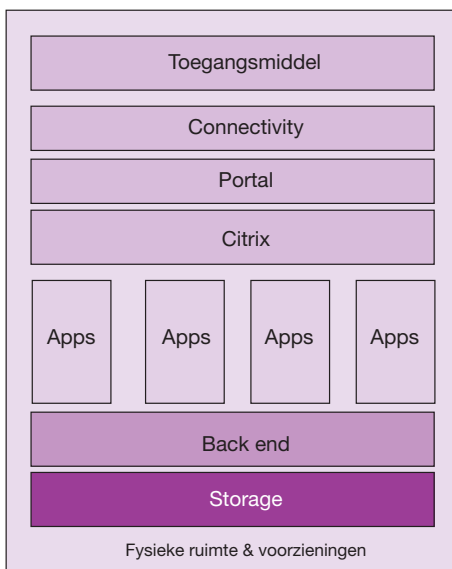 Toegangsmiddel
Connectivity
Portal
Citrix
Apps Apps Apps Apps
Back end
Storage
Fysieke ruimte & voorzieningen